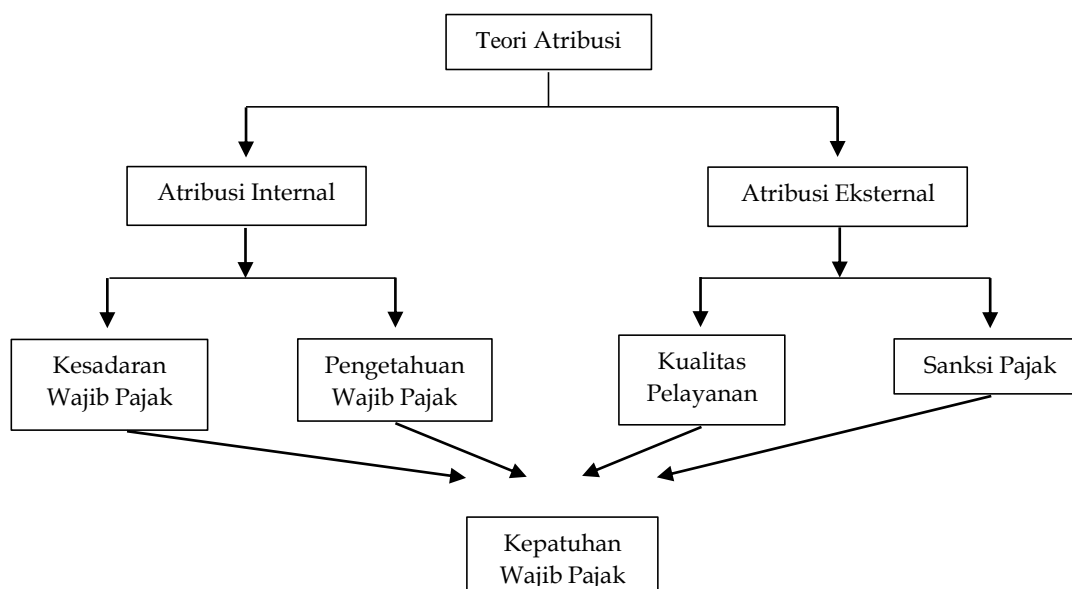 Teori Atribusi
Atribusi Internal
Atribusi Eksternal
Kesadaran
Wajib Pajak
Pengetahuan
Wajib Pajak
Kualitas
Pelayanan
Sanksi Pajak
Kepatuhan
Wajib Pajak